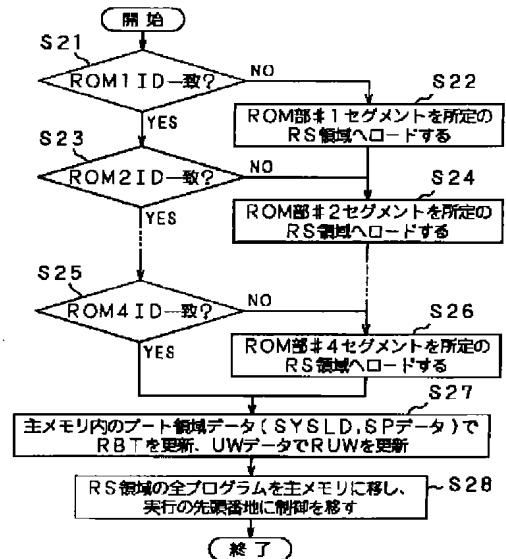 開始
S21
ROM1ID一致?
NO
S22
ROM部#1セグメントを所定の
RS領域へロードする
YES
S23
ROM2ID一致?
NO
S24
ROM部#2セグメントを所定の
RS領域へロードする
YES
S25
ROM4ID一致?
NO
S26
ROM部#4セグメントを所定の
RS領域へロードする
YES
S27
主メモリ内のブート領域データ(SYSLD,SPデータ)で
RBTを更新、UWデータでRUWを更新
RS領域の全プログラムを主メモリに移し、
実行の先頭番地に制御を移す
S28
終了